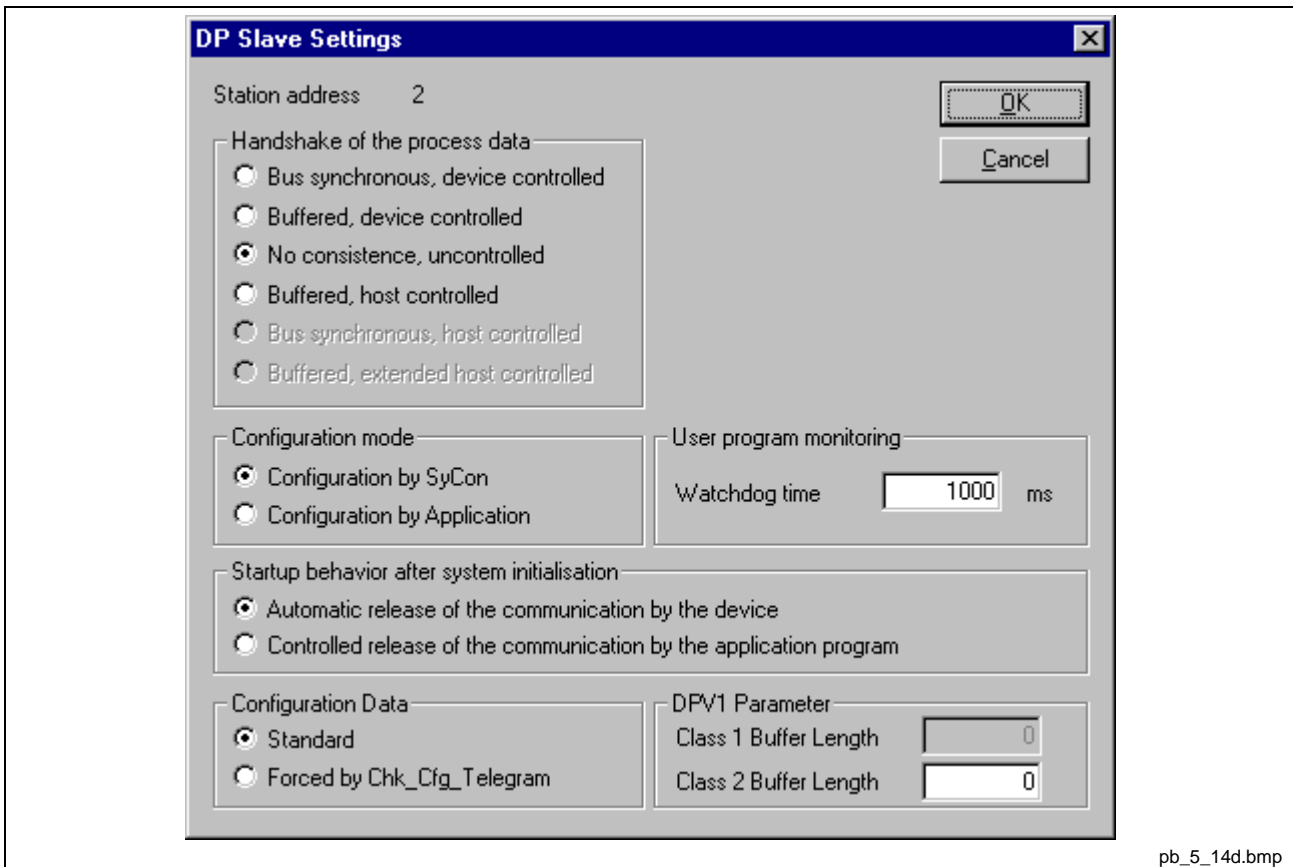 DP Slave Settings
Station address 2
OK
Handshake of the process data
Cancel
Bus synchronous, device controlled
Buffered, device controlled
No consistence, uncontrolled
Buffered, host controlled
Bus synchronous, host controlled
Buffered, extended host controlled
Configuration mode
Configuration by SyCon
Configuration by Application
User program monitoring
Watchdog time 1000 ms
Startup behavior after system initialisation
Automatic release of the communication by the device
Controlled release of the communication by the application program
Configuration Data
Standard
Forced by Chk_Cfg_Telegram
DPV1 Parameter
Class 1 Buffer Length 0
Class 2 Buffer Length 0
pb_5_14d.bmp